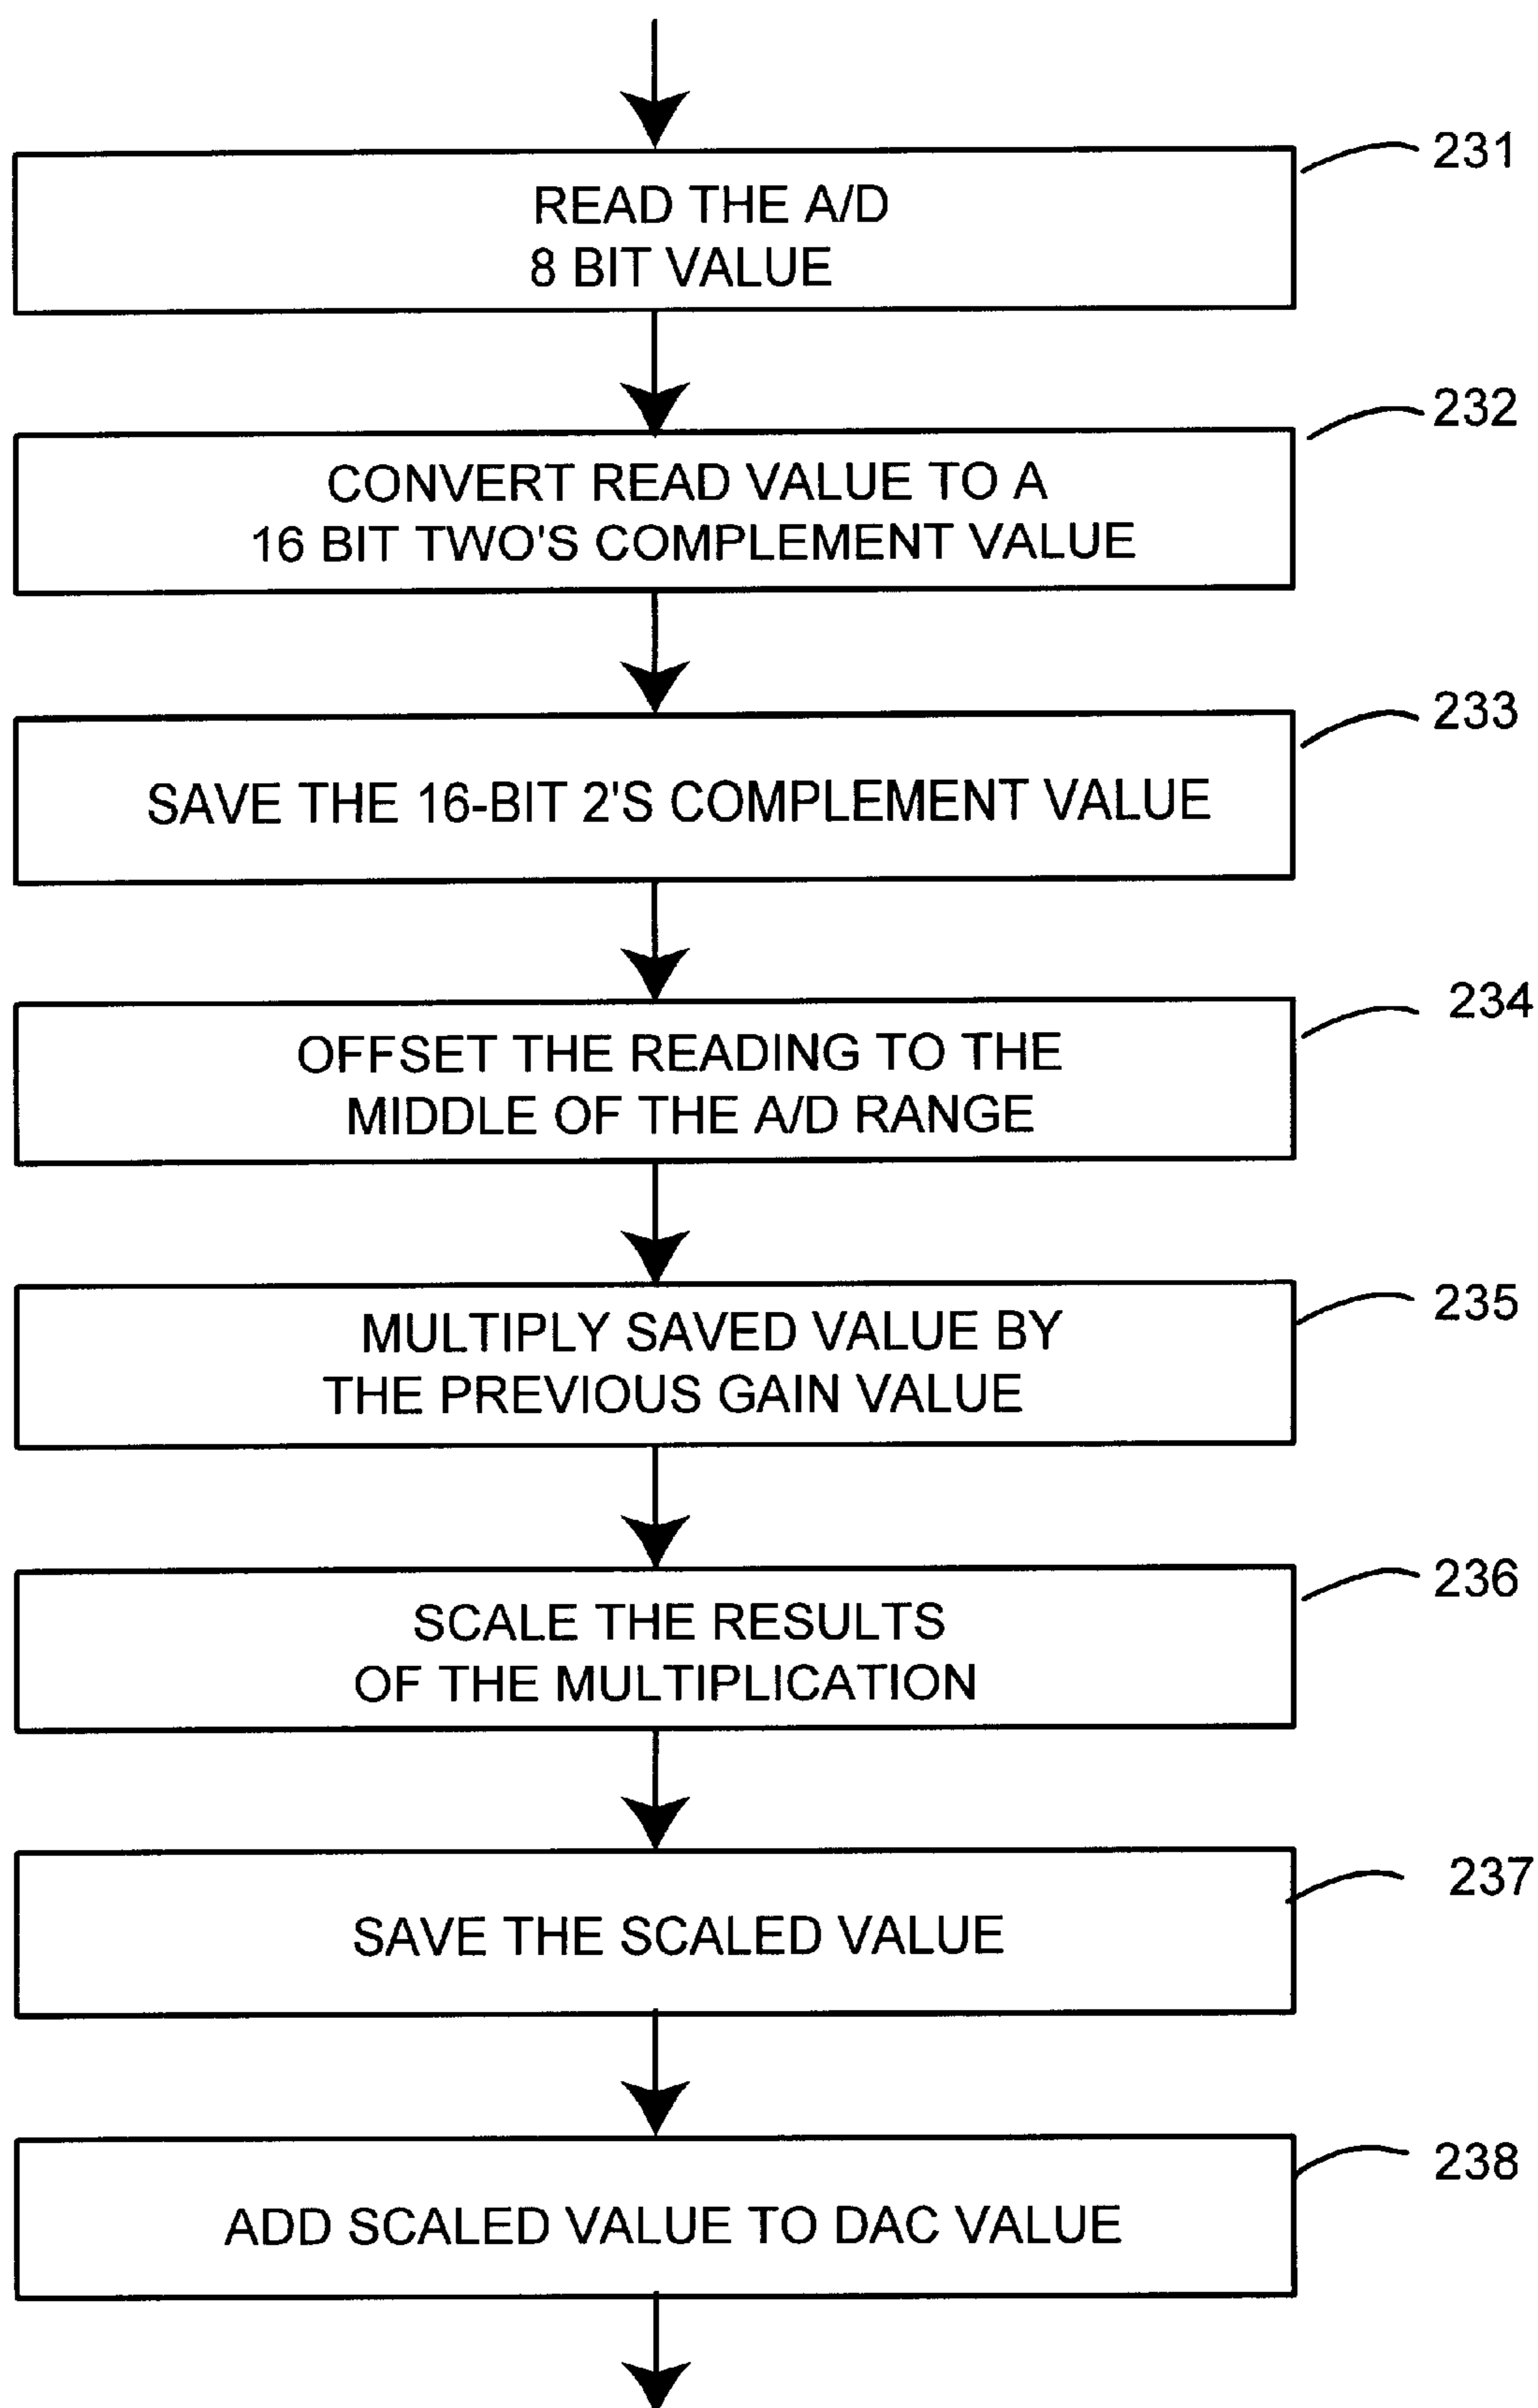 231
READ THE A/D
8 BIT VALUE
232
CONVERT READ VALUE TO A
16 BIT TWO'S COMPLEMENT VALUE
233
SAVE THE 16-BIT 2'S COMPLEMENT VALUE
234
OFFSET THE READING TO THE
MIDDLE OF THE A/D RANGE
235
MULTIPLY SAVED VALUE BY
THE PREVIOUS GAIN VALUE
236
SCALE THE RESULTS
OF THE MULTIPLICATION
237
SAVE THE SCALED VALUE
238
ADD SCALED VALUE TO DAC VALUE